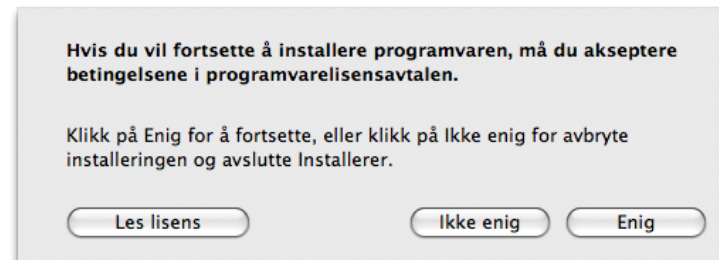 Hvis du vil fortsette å installere programvaren, må du akseptere
betingelsene i programvarelisensavtalen.
Klikk på Enig for å fortsette, eller klikk på Ikke enig for avbryte
installeringen og avslutte Installerer.
Les lisens
Ikke enig
Enig